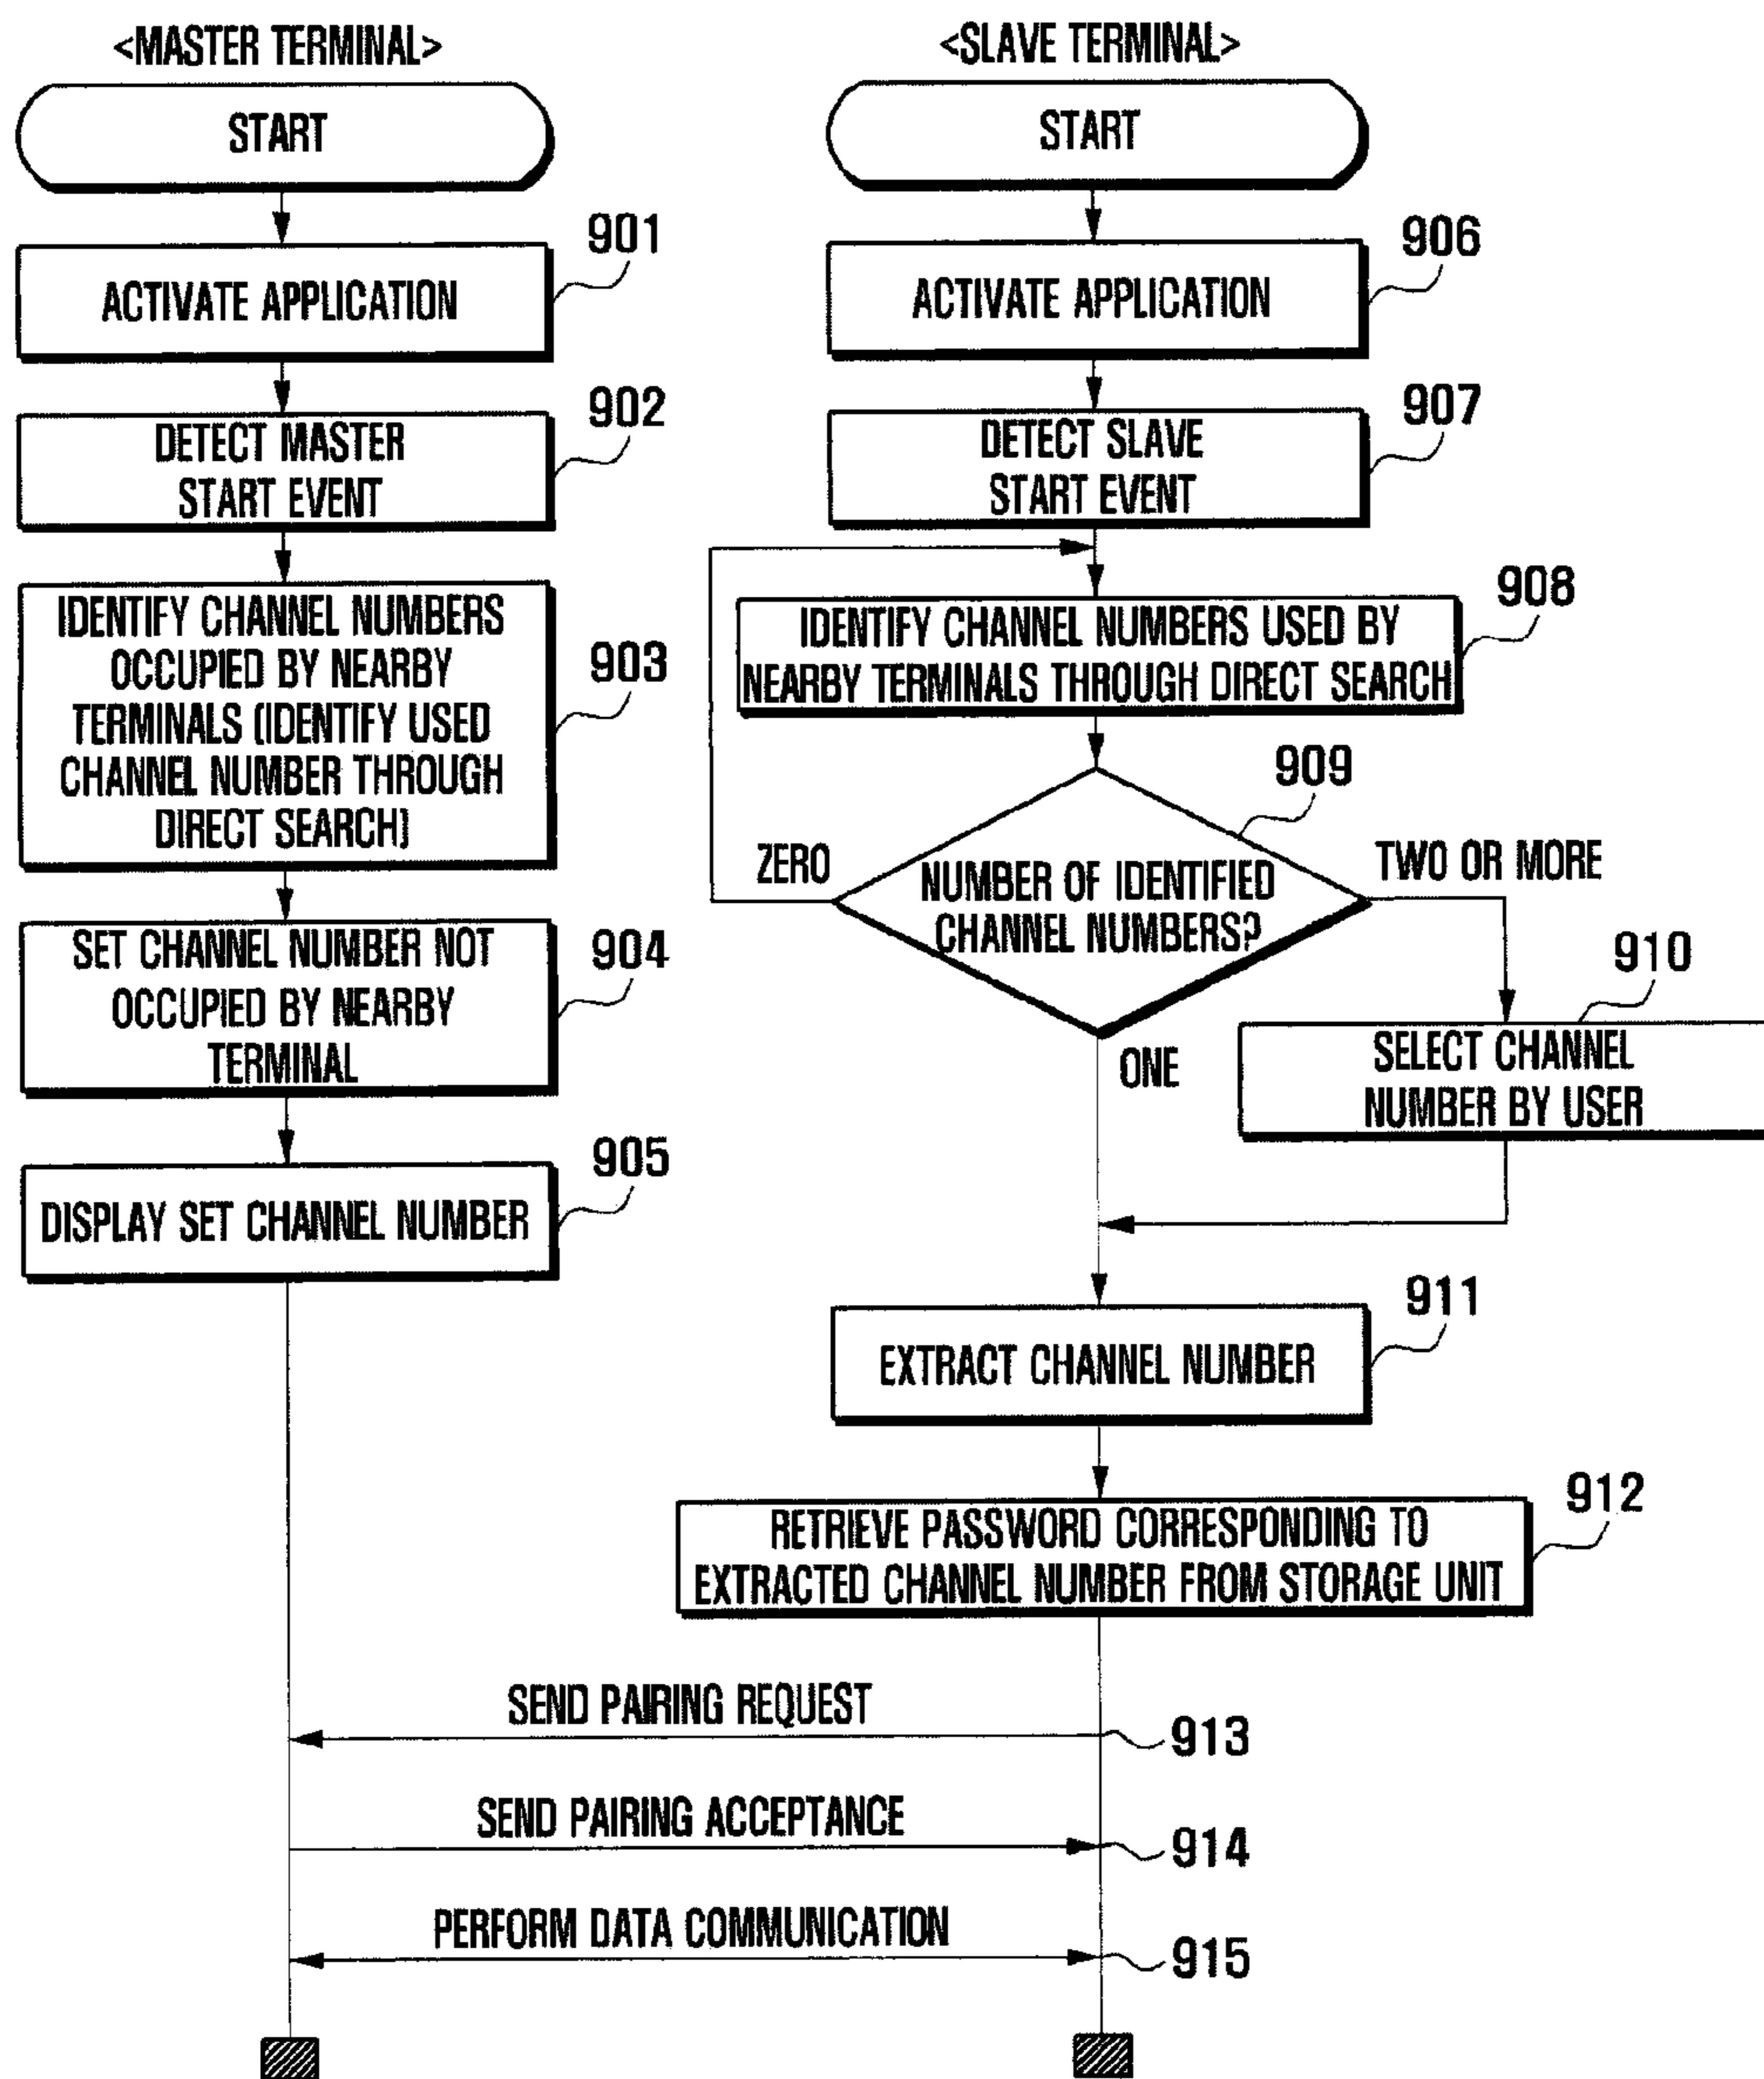 <MASTER TERMINAL>
START
901
ACTIVATE APPLICATION
902
DETECT MASTER
START EVENT
IDENTIFY CHANNEL NUMBERS
OCCUPIED BY NEARBY
TERMINALS (IDENTIFY USED
CHANNEL NUMBER THROUGH
DIRECT SEARCH)
903
SET CHANNEL NUMBER NOT
OCCUPIED BY NEARBY
TERMINAL
904
905
DISPLAY SET CHANNEL NUMBER
<SLAVE TERMINAL>
START
906
ACTIVATE APPLICATION
907
DETECT SLAVE
START EVENT
908
IDENTIFY CHANNEL NUMBERS USED BY
NEARBY TERMINALS THROUGH DIRECT SEARCH
909
ZERO
TWO OR MORE
NUMBER OF IDENTIFIED
CHANNEL NUMBERS?
ONE
910
SELECT CHANNEL
NUMBER BY USER
911
EXTRACT CHANNEL NUMBER
912
RETRIEVE PASSWORD CORRESPONDING TO
EXTRACTED CHANNEL NUMBER FROM STORAGE UNIT
SEND PAIRING REQUEST
913
SEND PAIRING ACCEPTANCE
914
PERFORM DATA COMMUNICATION
915